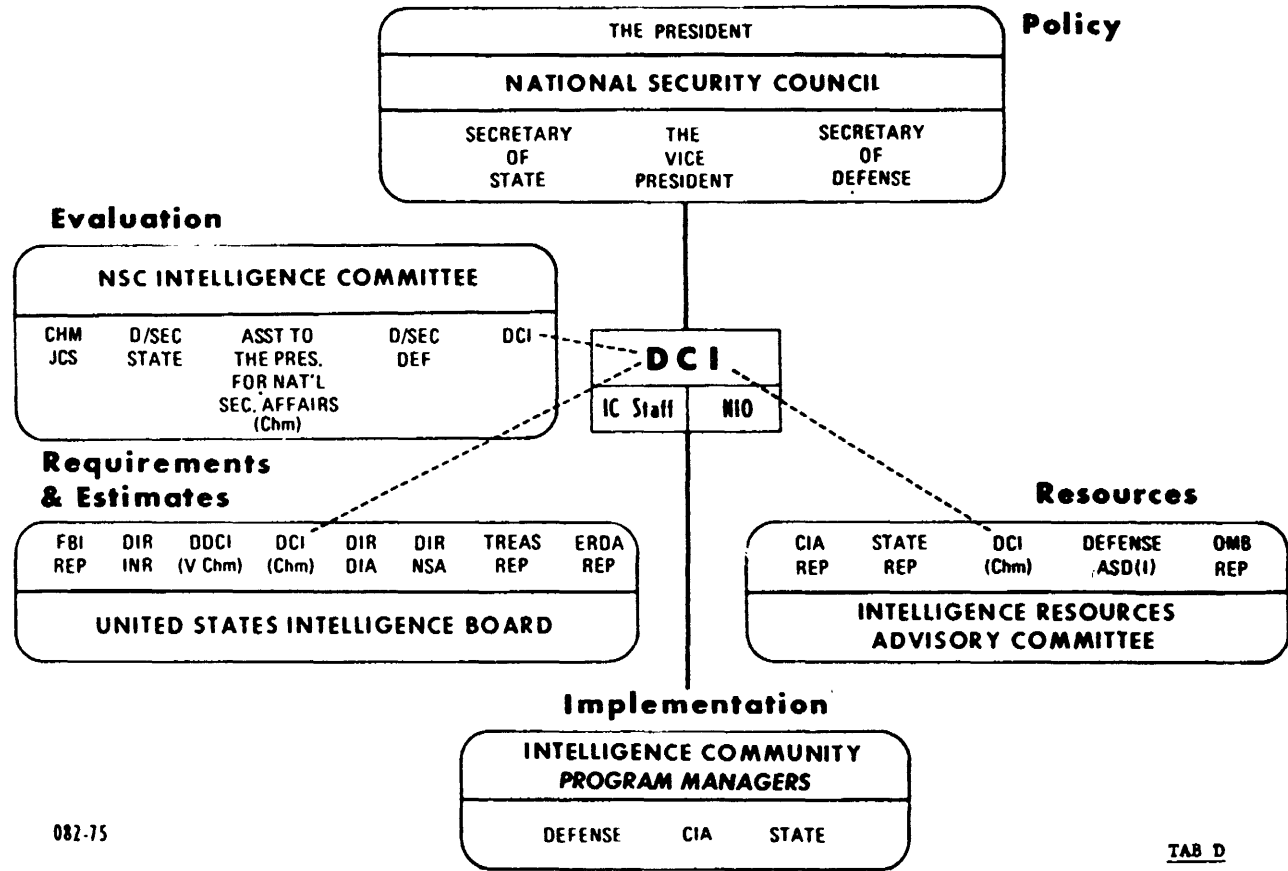 Policy
THE PRESIDENT
NATIONAL SECURITY COUNCIL
SECRETARY OF STATE
THE VICE PRESIDENT
SECRETARY OF DEFENSE
Evaluation
NSC INTELLIGENCE COMMITTEE
CHM JCS
D/SEC STATE
ASST TO THE PRES. FOR NAT'L SEC. AFFAIRS (Chm)
D/SEC DEF
DCI
DCI
IC Staff
NIO
Requirements
& Estimates
FBI REP
DIR INR
DDCI (V Chm)
DCI (Chm)
DIR DIA
DIR NSA
TREAS REP
ERDA REP
UNITED STATES INTELLIGENCE BOARD
Resources
CIA REP
STATE REP
DCI (Chm)
DEFENSE ASD(I)
OMB REP
INTELLIGENCE RESOURCES
ADVISORY COMMITTEE
Implementation
INTELLIGENCE COMMUNITY
PROGRAM MANAGERS
DEFENSE CIA STATE
082-75
TAB D